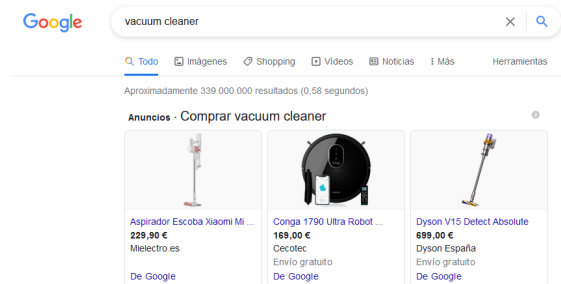 Google
vacuum cleaner
Todo Imágenes Shopping Vídeos Noticias Más Herramientas
Aproximadamente 339.000.000 resultados (0,58 segundos)
Anuncios · Comprar vacuum cleaner
Aspirador Escoba Xiaomi Mi ...
229,90 €
Mielectro.es
De Google
Conga 1790 Ultra Robot ...
169,00 €
Cecotec
Envío gratuito
De Google
Dyson V15 Detect Absolute
699,00 €
Dyson España
Envío gratuito
De Google